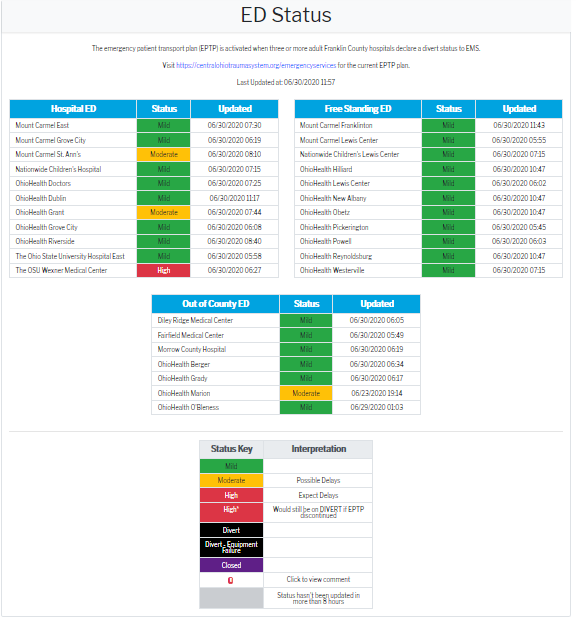 ED Status
The emergency patient transport plan (EPTP) is activated when three or more adult Franklin County hospitals declare a divert status to EMS.
Visit https://centralohiotraumasystem.org/emergencyservices for the current EPTP plan.
Last Updated at: 06/30/2020 11:57
Hospital ED Status Updated
Mount Carmel East Mild 06/30/2020 07:30
Mount Carmel Grove City Mild 06/30/2020 06:19
Mount Carmel St. Ann's Moderate 06/30/2020 08:10
Nationwide Children's Hospital Mild 06/30/2020 07:15
OhioHealth Doctors Mild 06/30/2020 07:25
OhioHealth Dublin Mild 06/30/2020 11:17
OhioHealth Grant Moderate 06/30/2020 07:44
OhioHealth Grove City Mild 06/30/2020 06:08
OhioHealth Riverside Mild 06/30/2020 08:40
The Ohio State University Hospital East Mild 06/30/2020 05:58
The OSU Wexner Medical Center High 06/30/2020 06:27
Free Standing ED Status Updated
Mount Carmel Franklinton Mild 06/30/2020 11:43
Mount Carmel Lewis Center Mild 06/30/2020 05:55
Nationwide Children's Lewis Center Mild 06/30/2020 07:15
OhioHealth Hilliard Mild 06/30/2020 10:47
OhioHealth Lewis Center Mild 06/30/2020 06:02
OhioHealth New Albany Mild 06/30/2020 10:47
OhioHealth Obetz Mild 06/30/2020 10:47
OhioHealth Pickerington Mild 06/30/2020 05:45
OhioHealth Powell Mild 06/30/2020 06:03
OhioHealth Reynoldsburg Mild 06/30/2020 10:47
OhioHealth Westerville Mild 06/30/2020 07:15
Out of County ED Status Updated
Diley Ridge Medical Center Mild 06/30/2020 06:05
Fairfield Medical Center Mild 06/30/2020 05:49
Morrow County Hospital Mild 06/30/2020 06:19
OhioHealth Berger Mild 06/30/2020 06:34
OhioHealth Grady Mild 06/30/2020 06:17
OhioHealth Marion Moderate 06/23/2020 19:14
OhioHealth O'Bleness Mild 06/29/2020 01:03
Status Key Interpretation
Mild
Moderate Possible Delays
High Expect Delays
High* Would still be on DIVERT if EPTP
discontinued
Divert
Divert - Equipment
Failure
Closed
Click to view comment
Status hasn't been updated in
more than 8 hours